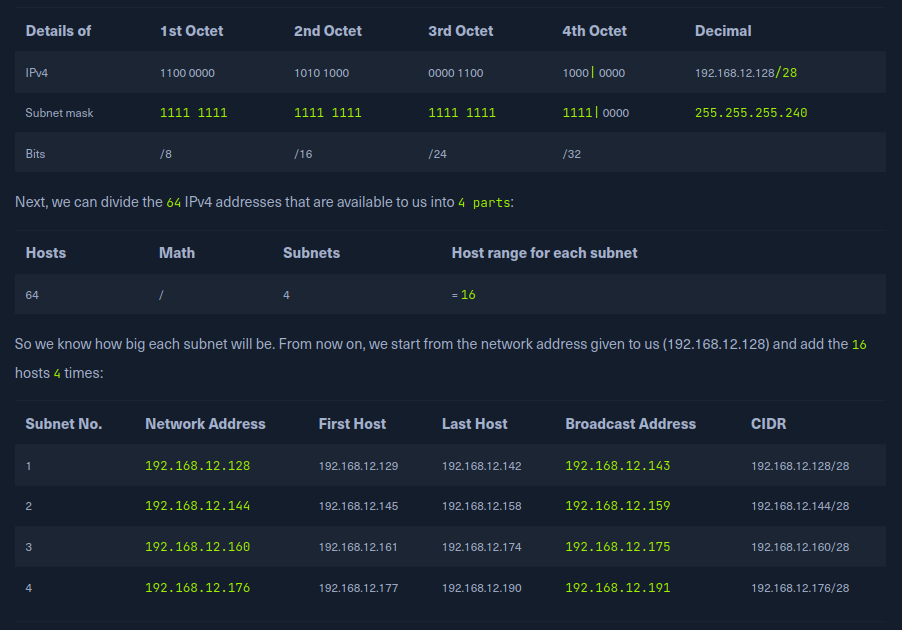 Details of 1st Octet 2nd Octet 3rd Octet 4th Octet Decimal
IPv4 1100 0000 1010 1000 0000 1100 1000| 0000 192.168.12.128/28
Subnet mask 1111 1111 1111 1111 1111 1111 1111| 0000 255.255.255.240
Bits /8 /16 /24 /32
Next, we can divide the 64 IPv4 addresses that are available to us into 4 parts:
Hosts Math Subnets Host range for each subnet
64 / 4 = 16
So we know how big each subnet will be. From now on, we start from the network address given to us (192.168.12.128) and add the 16
hosts 4 times:
Subnet No. Network Address First Host Last Host Broadcast Address CIDR
1 192.168.12.128 192.168.12.129 192.168.12.142 192.168.12.143 192.168.12.128/28
2 192.168.12.144 192.168.12.145 192.168.12.158 192.168.12.159 192.168.12.144/28
3 192.168.12.160 192.168.12.161 192.168.12.174 192.168.12.175 192.168.12.160/28
4 192.168.12.176 192.168.12.177 192.168.12.190 192.168.12.191 192.168.12.176/28